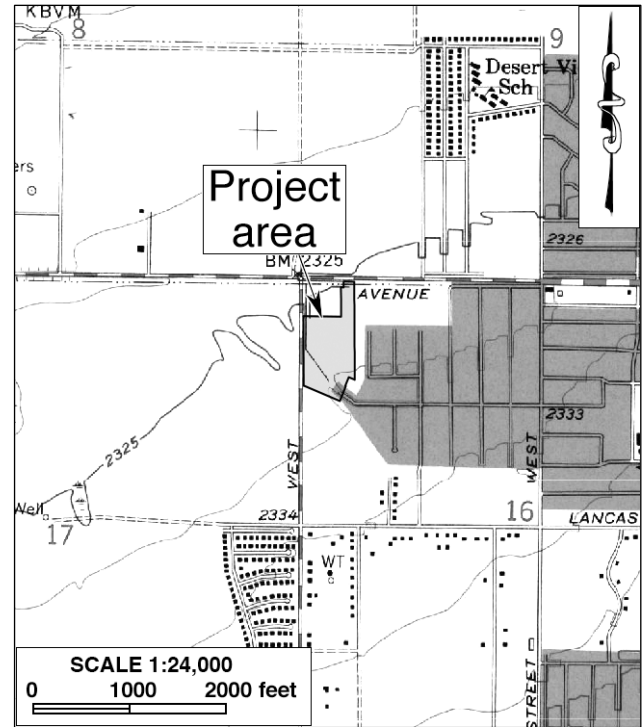 KBVM
8
9
Desert Vi
Sch
ers
Project
area
2326
BM 2325
AVENUE
2325
WEST
2333
WEST
Well
17
2334
16
LANCAS
WT
STREET
SCALE 1:24,000
0 1000 2000 feet